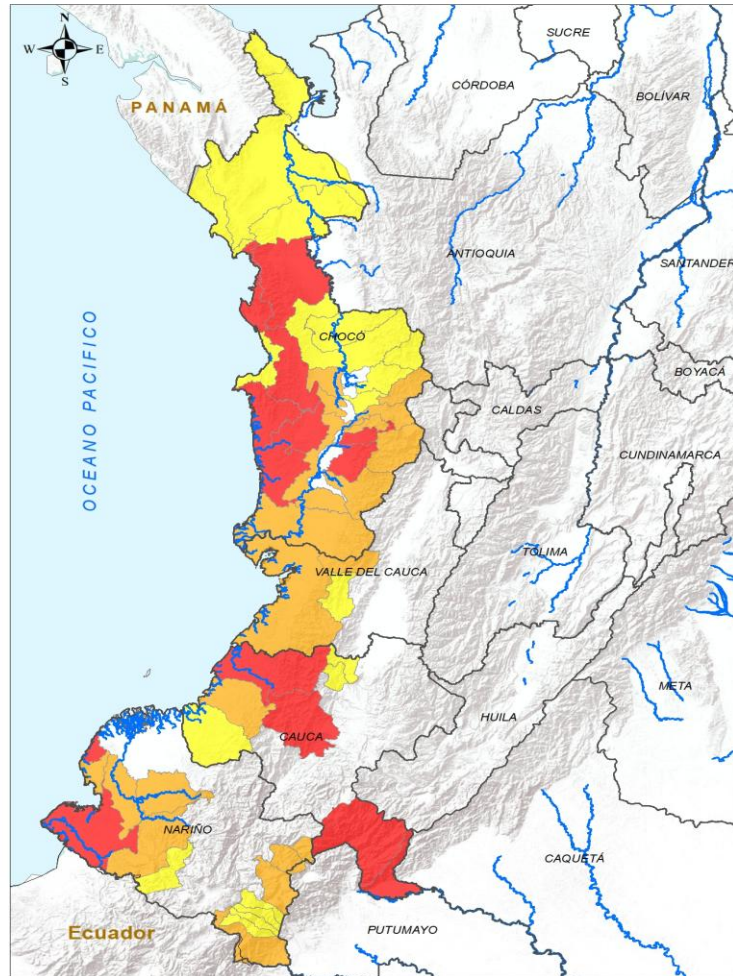 N
W E
S
SUCRE
CÓRDOBA
PANAMÁ
BOLÍVAR
ANTIOQUIA
SANTANDER
CHOCÓ
OCEANO PACIFICO
BOYACÁ
CALDAS
CUNDINAMARCA
TOLIMA
VALLE DEL CAUCA
META
HUILA
CAUCA
NARIÑO
CAQUETÁ
PUTUMAYO
Ecuador